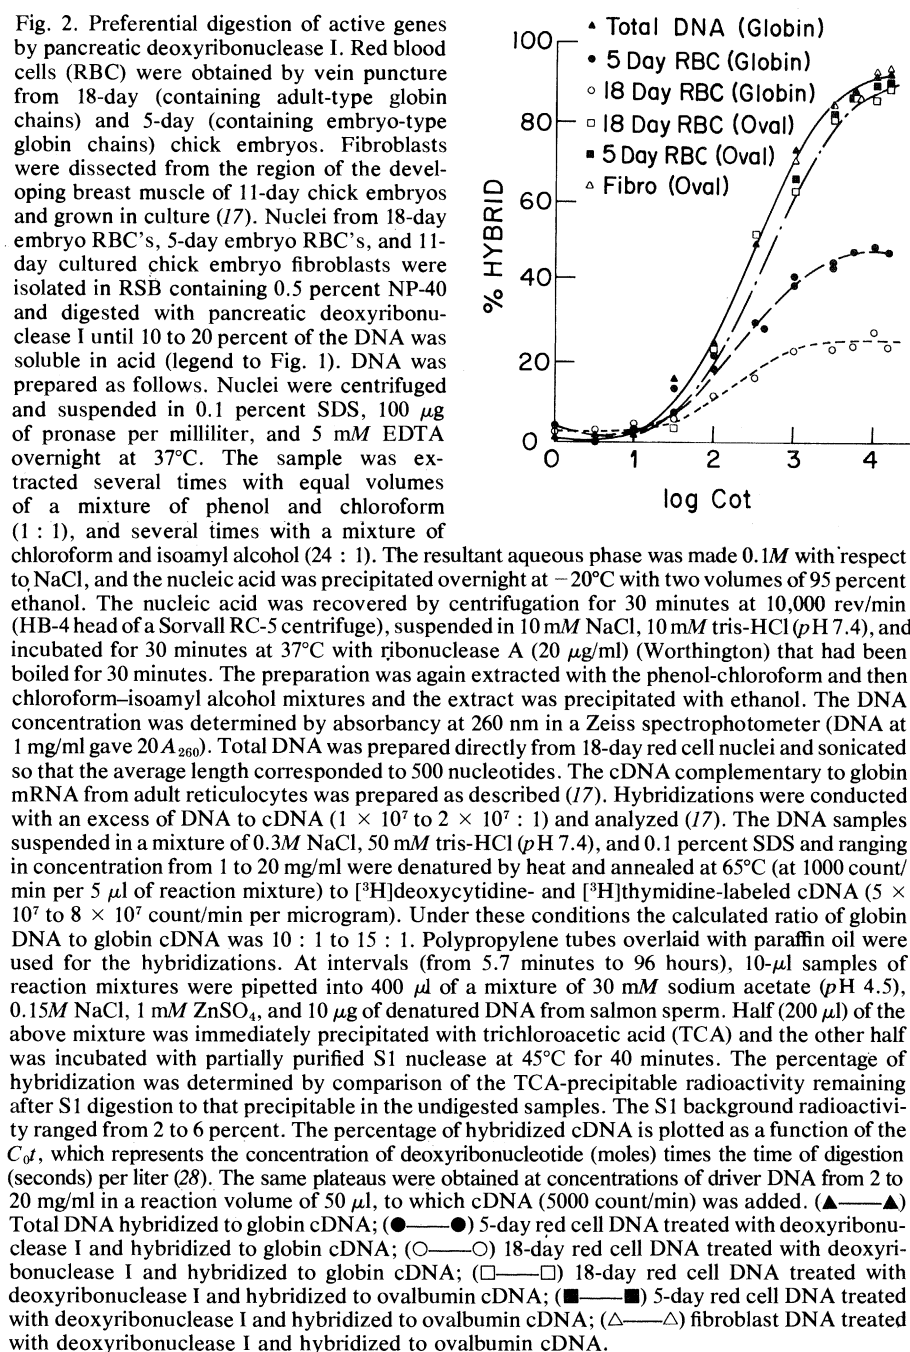 Fig. 2. Preferential digestion of active genes
by pancreatic deoxyribonuclease I. Red blood
cells (RBC) were obtained by vein puncture
from 18-day (containing adult-type globin
chains) and 5-day (containing embryo-type
globin chains) chick embryos. Fibroblasts
were dissected from the region of the devel-
oping breast muscle of 11-day chick embryos
and grown in culture (17). Nuclei from 18-day
embryo RBC's, 5-day embryo RBC's, and 11-
day cultured chick embryo fibroblasts were
isolated in RSB containing 0.5 percent NP-40
and digested with pancreatic deoxyribonu-
clease I until 10 to 20 percent of the DNA was
soluble in acid (legend to Fig. 1). DNA was
prepared as follows. Nuclei were centrifuged
and suspended in 0.1 percent SDS, 100 μg
of pronase per milliliter, and 5 mM EDTA
overnight at 37°C. The sample was ex-
tracted several times with equal volumes
of a mixture of phenol and chloroform
(1 : 1), and several times with a mixture of
chloroform and isoamyl alcohol (24 : 1). The resultant aqueous phase was made 0.1M with respect
to NaCl, and the nucleic acid was precipitated overnight at −20°C with two volumes of 95 percent
ethanol. The nucleic acid was recovered by centrifugation for 30 minutes at 10,000 rev/min
(HB-4 head of a Sorvall RC-5 centrifuge), suspended in 10 mM NaCl, 10 mM tris-HCl (pH 7.4), and
incubated for 30 minutes at 37°C with ribonuclease A (20 μg/ml) (Worthington) that had been
boiled for 30 minutes. The preparation was again extracted with the phenol-chloroform and then
chloroform–isoamyl alcohol mixtures and the extract was precipitated with ethanol. The DNA
concentration was determined by absorbancy at 260 nm in a Zeiss spectrophotometer (DNA at
1 mg/ml gave 20 A260). Total DNA was prepared directly from 18-day red cell nuclei and sonicated
so that the average length corresponded to 500 nucleotides. The cDNA complementary to globin
mRNA from adult reticulocytes was prepared as described (17). Hybridizations were conducted
with an excess of DNA to cDNA (1 × 10⁷ to 2 × 10⁷ : 1) and analyzed (17). The DNA samples
suspended in a mixture of 0.3M NaCl, 50 mM tris-HCl (pH 7.4), and 0.1 percent SDS and ranging
in concentration from 1 to 20 mg/ml were denatured by heat and annealed at 65°C (at 1000 count/
min per 5 μl of reaction mixture) to [³H]deoxycytidine- and [³H]thymidine-labeled cDNA (5 ×
10⁷ to 8 × 10⁷ count/min per microgram). Under these conditions the calculated ratio of globin
DNA to globin cDNA was 10 : 1 to 15 : 1. Polypropylene tubes overlaid with paraffin oil were
used for the hybridizations. At intervals (from 5.7 minutes to 96 hours), 10-μl samples of
reaction mixtures were pipetted into 400 μl of a mixture of 30 mM sodium acetate (pH 4.5),
0.15M NaCl, 1 mM ZnSO₄, and 10 μg of denatured DNA from salmon sperm. Half (200 μl) of the
above mixture was immediately precipitated with trichloroacetic acid (TCA) and the other half
was incubated with partially purified S1 nuclease at 45°C for 40 minutes. The percentage of
hybridization was determined by comparison of the TCA-precipitable radioactivity remaining
after S1 digestion to that precipitable in the undigested samples. The S1 background radioactivi-
ty ranged from 2 to 6 percent. The percentage of hybridized cDNA is plotted as a function of the
C₀t, which represents the concentration of deoxyribonucleotide (moles) times the time of digestion
(seconds) per liter (28). The same plateaus were obtained at concentrations of driver DNA from 2 to
20 mg/ml in a reaction volume of 50 μl, to which cDNA (5000 count/min) was added. (▲——▲)
Total DNA hybridized to globin cDNA; (●——●) 5-day red cell DNA treated with deoxyribonu-
clease I and hybridized to globin cDNA; (○——○) 18-day red cell DNA treated with deoxyri-
bonuclease I and hybridized to globin cDNA; (□——□) 18-day red cell DNA treated with
deoxyribonuclease I and hybridized to ovalbumin cDNA; (■——■) 5-day red cell DNA treated
with deoxyribonuclease I and hybridized to ovalbumin cDNA; (△——△) fibroblast DNA treated
with deoxyribonuclease I and hybridized to ovalbumin cDNA.
▲ Total DNA (Globin)
● 5 Day RBC (Globin)
○ 18 Day RBC (Globin)
□ 18 Day RBC (Oval)
■ 5 Day RBC (Oval)
△ Fibro (Oval)
% HYBRID
100
80
60
40
20
0
0 1 2 3 4
log Cot